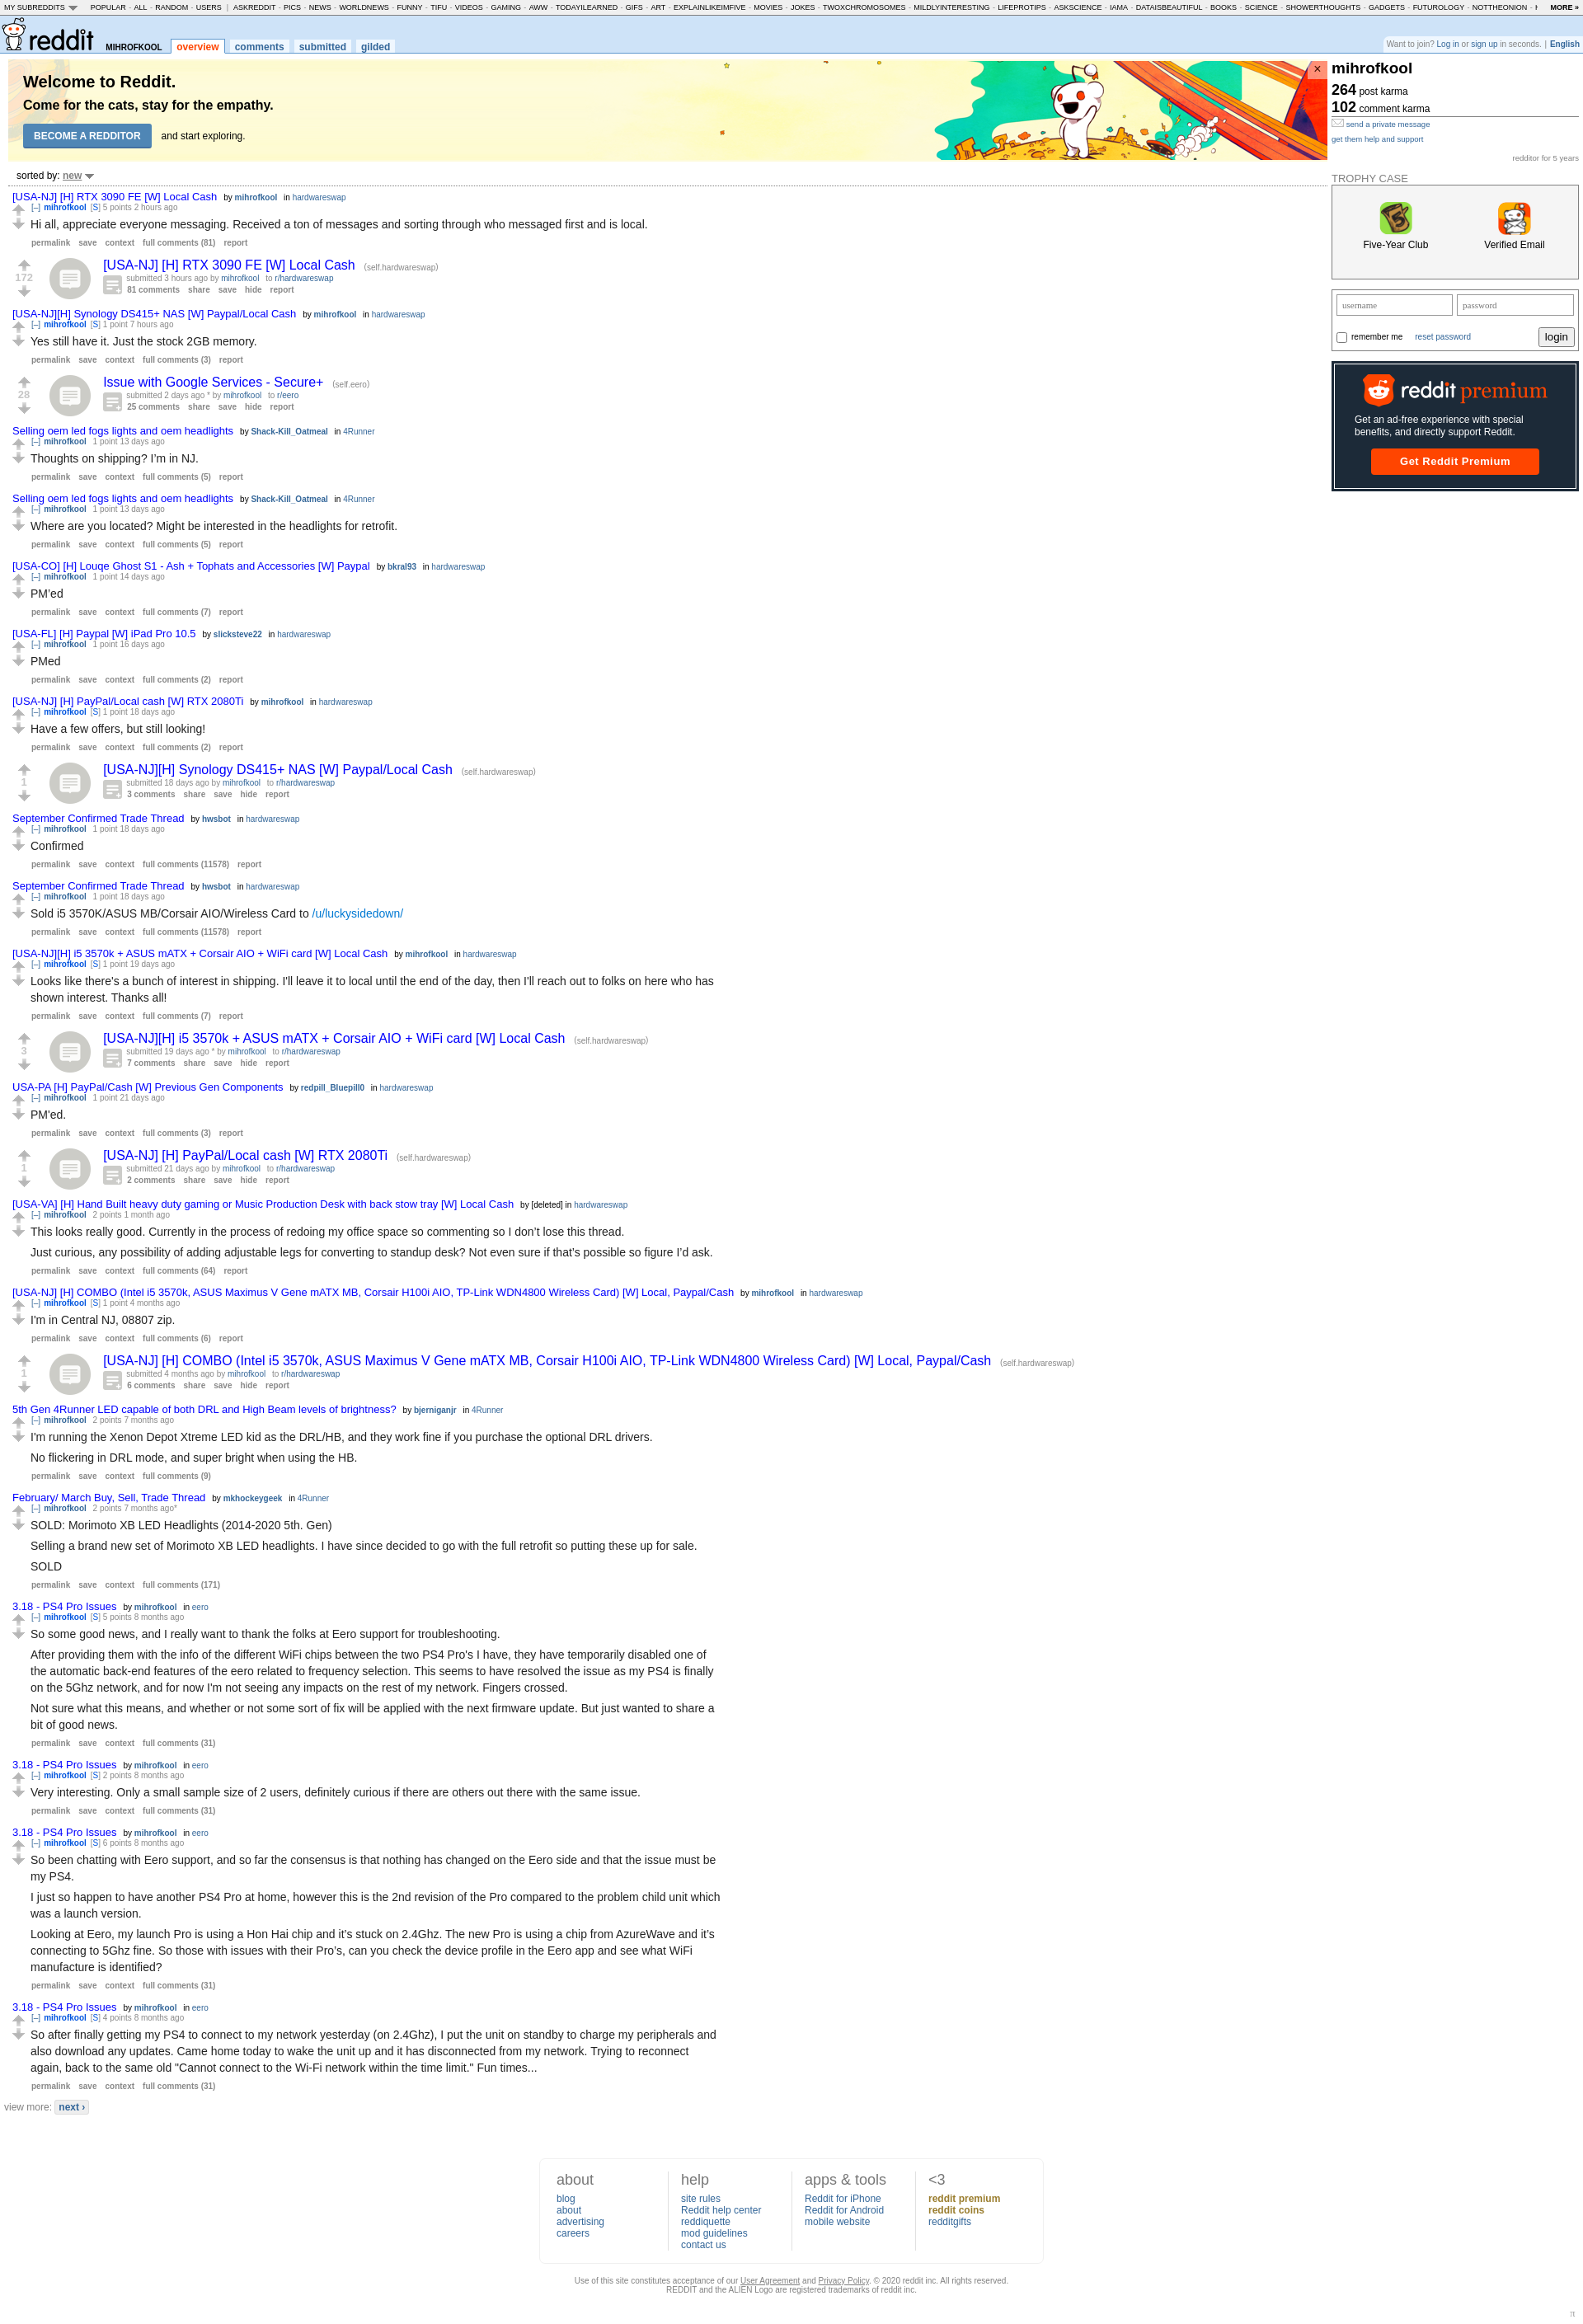 MY SUBREDDITS POPULAR - ALL - RANDOM - USERS | ASKREDDIT - PICS - NEWS - WORLDNEWS - FUNNY - TIFU - VIDEOS - GAMING - AWW - TODAYILEARNED - GIFS - ART - EXPLAINLIKEIMFIVE - MOVIES - JOKES - TWOXCHROMOSOMES - MILDLYINTERESTING - LIFEPROTIPS - ASKSCIENCE - IAMA - DATAISBEAUTIFUL - BOOKS - SCIENCE - SHOWERTHOUGHTS - GADGETS - FUTUROLOGY - NOTTHEONION - MORE »
reddit MIHROFKOOL overview comments submitted gilded
Want to join? Log in or sign up in seconds. | English
Welcome to Reddit.
Come for the cats, stay for the empathy.
BECOME A REDDITOR and start exploring.
×
mihrofkool
264 post karma
102 comment karma
send a private message
get them help and support
redditor for 5 years
TROPHY CASE
Five-Year Club
Verified Email
username password
remember me reset password login
reddit premium
Get an ad-free experience with special
benefits, and directly support Reddit.
Get Reddit Premium
sorted by: new
[USA-NJ] [H] RTX 3090 FE [W] Local Cash by mihrofkool in hardwareswap
[–] mihrofkool [S] 5 points 2 hours ago
Hi all, appreciate everyone messaging. Received a ton of messages and sorting through who messaged first and is local.
permalink save context full comments (81) report
172
[USA-NJ] [H] RTX 3090 FE [W] Local Cash (self.hardwareswap)
submitted 3 hours ago by mihrofkool to r/hardwareswap
81 comments share save hide report
[USA-NJ][H] Synology DS415+ NAS [W] Paypal/Local Cash by mihrofkool in hardwareswap
[–] mihrofkool [S] 1 point 7 hours ago
Yes still have it. Just the stock 2GB memory.
permalink save context full comments (3) report
28
Issue with Google Services - Secure+ (self.eero)
submitted 2 days ago * by mihrofkool to r/eero
25 comments share save hide report
Selling oem led fogs lights and oem headlights by Shack-Kill_Oatmeal in 4Runner
[–] mihrofkool 1 point 13 days ago
Thoughts on shipping? I'm in NJ.
permalink save context full comments (5) report
Selling oem led fogs lights and oem headlights by Shack-Kill_Oatmeal in 4Runner
[–] mihrofkool 1 point 13 days ago
Where are you located? Might be interested in the headlights for retrofit.
permalink save context full comments (5) report
[USA-CO] [H] Louqe Ghost S1 - Ash + Tophats and Accessories [W] Paypal by bkral93 in hardwareswap
[–] mihrofkool 1 point 14 days ago
PM'ed
permalink save context full comments (7) report
[USA-FL] [H] Paypal [W] iPad Pro 10.5 by slicksteve22 in hardwareswap
[–] mihrofkool 1 point 16 days ago
PMed
permalink save context full comments (2) report
[USA-NJ] [H] PayPal/Local cash [W] RTX 2080Ti by mihrofkool in hardwareswap
[–] mihrofkool [S] 1 point 18 days ago
Have a few offers, but still looking!
permalink save context full comments (2) report
1
[USA-NJ][H] Synology DS415+ NAS [W] Paypal/Local Cash (self.hardwareswap)
submitted 18 days ago by mihrofkool to r/hardwareswap
3 comments share save hide report
September Confirmed Trade Thread by hwsbot in hardwareswap
[–] mihrofkool 1 point 18 days ago
Confirmed
permalink save context full comments (11578) report
September Confirmed Trade Thread by hwsbot in hardwareswap
[–] mihrofkool 1 point 18 days ago
Sold i5 3570K/ASUS MB/Corsair AIO/Wireless Card to /u/luckysidedown/
permalink save context full comments (11578) report
[USA-NJ][H] i5 3570k + ASUS mATX + Corsair AIO + WiFi card [W] Local Cash by mihrofkool in hardwareswap
[–] mihrofkool [S] 1 point 19 days ago
Looks like there's a bunch of interest in shipping. I'll leave it to local until the end of the day, then I'll reach out to folks on here who has
shown interest. Thanks all!
permalink save context full comments (7) report
3
[USA-NJ][H] i5 3570k + ASUS mATX + Corsair AIO + WiFi card [W] Local Cash (self.hardwareswap)
submitted 19 days ago * by mihrofkool to r/hardwareswap
7 comments share save hide report
USA-PA [H] PayPal/Cash [W] Previous Gen Components by redpill_Bluepill0 in hardwareswap
[–] mihrofkool 1 point 21 days ago
PM'ed.
permalink save context full comments (3) report
1
[USA-NJ] [H] PayPal/Local cash [W] RTX 2080Ti (self.hardwareswap)
submitted 21 days ago by mihrofkool to r/hardwareswap
2 comments share save hide report
[USA-VA] [H] Hand Built heavy duty gaming or Music Production Desk with back stow tray [W] Local Cash by [deleted] in hardwareswap
[–] mihrofkool 2 points 1 month ago
This looks really good. Currently in the process of redoing my office space so commenting so I don't lose this thread.
Just curious, any possibility of adding adjustable legs for converting to standup desk? Not even sure if that's possible so figure I'd ask.
permalink save context full comments (64) report
[USA-NJ] [H] COMBO (Intel i5 3570k, ASUS Maximus V Gene mATX MB, Corsair H100i AIO, TP-Link WDN4800 Wireless Card) [W] Local, Paypal/Cash by mihrofkool in hardwareswap
[–] mihrofkool [S] 1 point 4 months ago
I'm in Central NJ, 08807 zip.
permalink save context full comments (6) report
1
[USA-NJ] [H] COMBO (Intel i5 3570k, ASUS Maximus V Gene mATX MB, Corsair H100i AIO, TP-Link WDN4800 Wireless Card) [W] Local, Paypal/Cash (self.hardwareswap)
submitted 4 months ago by mihrofkool to r/hardwareswap
6 comments share save hide report
5th Gen 4Runner LED capable of both DRL and High Beam levels of brightness? by bjerniganjr in 4Runner
[–] mihrofkool 2 points 7 months ago
I'm running the Xenon Depot Xtreme LED kid as the DRL/HB, and they work fine if you purchase the optional DRL drivers.
No flickering in DRL mode, and super bright when using the HB.
permalink save context full comments (9)
February/ March Buy, Sell, Trade Thread by mkhockeygeek in 4Runner
[–] mihrofkool 2 points 7 months ago*
SOLD: Morimoto XB LED Headlights (2014-2020 5th. Gen)
Selling a brand new set of Morimoto XB LED headlights. I have since decided to go with the full retrofit so putting these up for sale.
SOLD
permalink save context full comments (171)
3.18 - PS4 Pro Issues by mihrofkool in eero
[–] mihrofkool [S] 5 points 8 months ago
So some good news, and I really want to thank the folks at Eero support for troubleshooting.
After providing them with the info of the different WiFi chips between the two PS4 Pro's I have, they have temporarily disabled one of
the automatic back-end features of the eero related to frequency selection. This seems to have resolved the issue as my PS4 is finally
on the 5Ghz network, and for now I'm not seeing any impacts on the rest of my network. Fingers crossed.
Not sure what this means, and whether or not some sort of fix will be applied with the next firmware update. But just wanted to share a
bit of good news.
permalink save context full comments (31)
3.18 - PS4 Pro Issues by mihrofkool in eero
[–] mihrofkool [S] 2 points 8 months ago
Very interesting. Only a small sample size of 2 users, definitely curious if there are others out there with the same issue.
permalink save context full comments (31)
3.18 - PS4 Pro Issues by mihrofkool in eero
[–] mihrofkool [S] 6 points 8 months ago
So been chatting with Eero support, and so far the consensus is that nothing has changed on the Eero side and that the issue must be
my PS4.
I just so happen to have another PS4 Pro at home, however this is the 2nd revision of the Pro compared to the problem child unit which
was a launch version.
Looking at Eero, my launch Pro is using a Hon Hai chip and it's stuck on 2.4Ghz. The new Pro is using a chip from AzureWave and it's
connecting to 5Ghz fine. So those with issues with their Pro's, can you check the device profile in the Eero app and see what WiFi
manufacture is identified?
permalink save context full comments (31)
3.18 - PS4 Pro Issues by mihrofkool in eero
[–] mihrofkool [S] 4 points 8 months ago
So after finally getting my PS4 to connect to my network yesterday (on 2.4Ghz), I put the unit on standby to charge my peripherals and
also download any updates. Came home today to wake the unit up and it has disconnected from my network. Trying to reconnect
again, back to the same old "Cannot connect to the Wi-Fi network within the time limit." Fun times...
permalink save context full comments (31)
view more: next ›
about
blog
about
advertising
careers
help
site rules
Reddit help center
reddiquette
mod guidelines
contact us
apps & tools
Reddit for iPhone
Reddit for Android
mobile website
<3
reddit premium
reddit coins
redditgifts
Use of this site constitutes acceptance of our User Agreement and Privacy Policy. © 2020 reddit inc. All rights reserved.
REDDIT and the ALIEN Logo are registered trademarks of reddit inc.
π